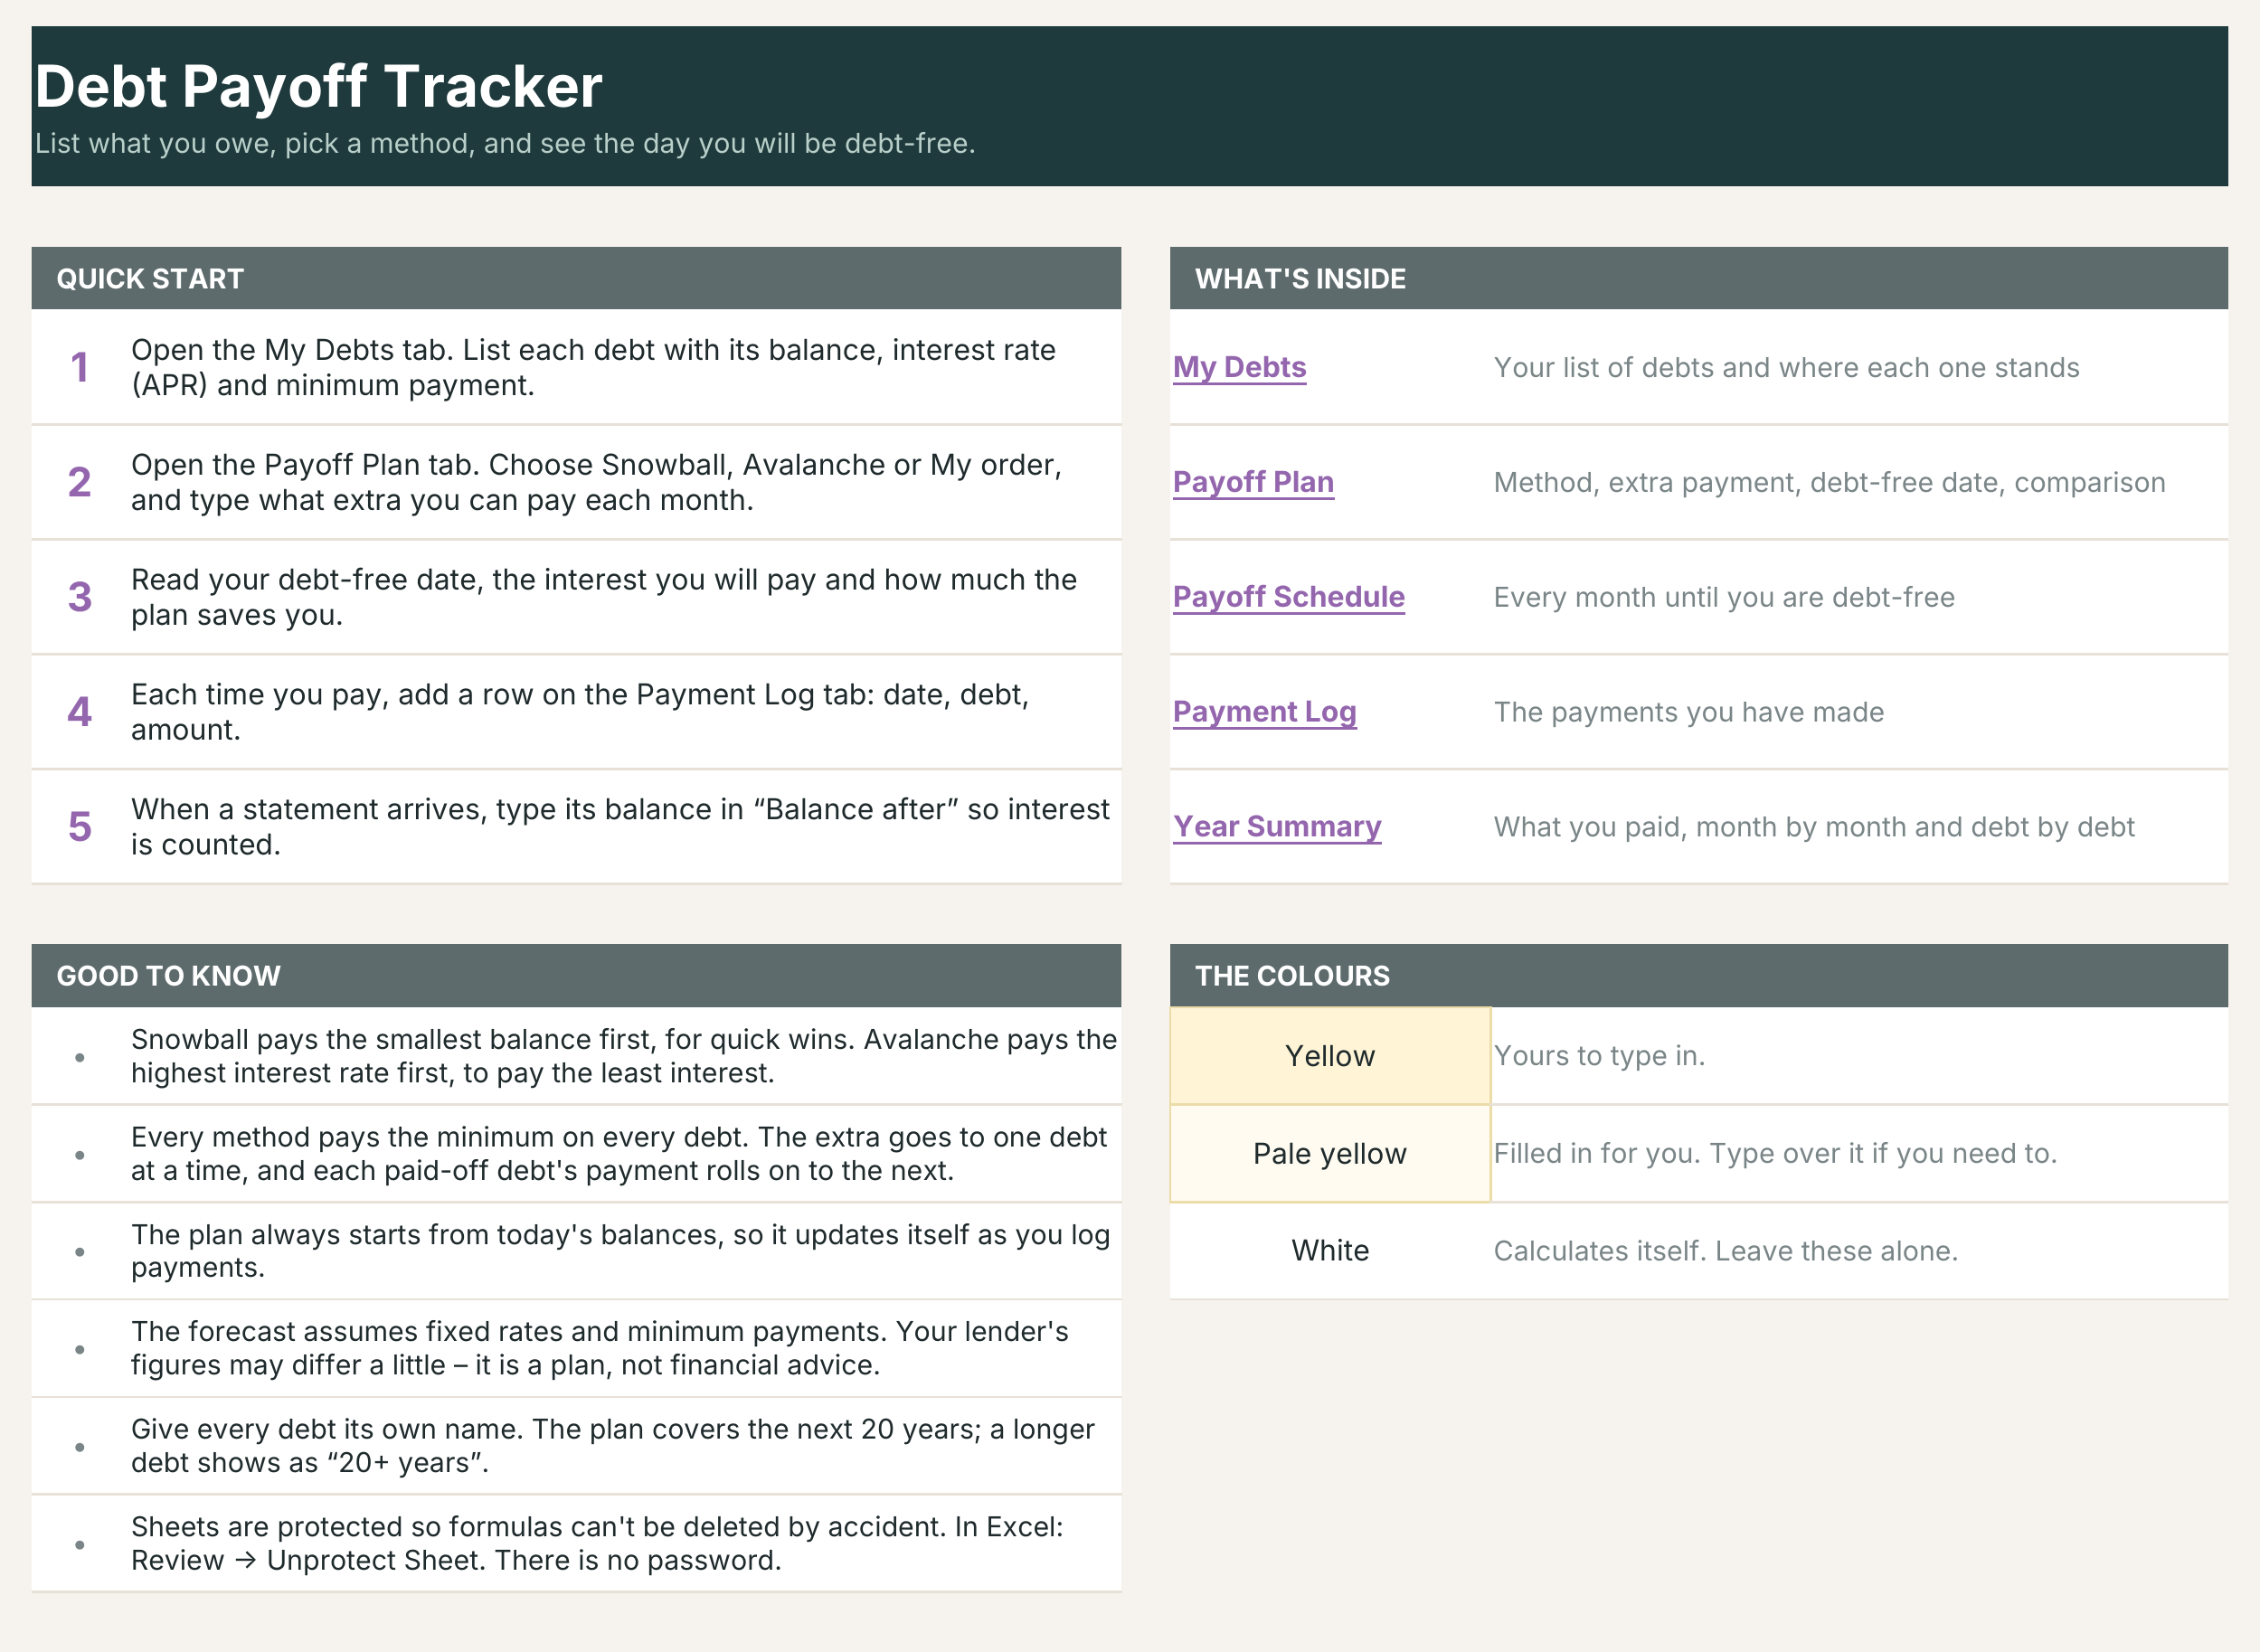 Debt Payoff Tracker
List what you owe, pick a method, and see the day you will be debt-free.
QUICK START
1
Open the My Debts tab. List each debt with its balance, interest rate
(APR) and minimum payment.
2
Open the Payoff Plan tab. Choose Snowball, Avalanche or My order,
and type what extra you can pay each month.
3
Read your debt-free date, the interest you will pay and how much the
plan saves you.
4
Each time you pay, add a row on the Payment Log tab: date, debt,
amount.
5
When a statement arrives, type its balance in “Balance after” so interest
is counted.
WHAT'S INSIDE
My Debts
Your list of debts and where each one stands
Payoff Plan
Method, extra payment, debt-free date, comparison
Payoff Schedule
Every month until you are debt-free
Payment Log
The payments you have made
Year Summary
What you paid, month by month and debt by debt
GOOD TO KNOW
• Snowball pays the smallest balance first, for quick wins. Avalanche pays the
highest interest rate first, to pay the least interest.
• Every method pays the minimum on every debt. The extra goes to one debt
at a time, and each paid-off debt's payment rolls on to the next.
• The plan always starts from today's balances, so it updates itself as you log
payments.
• The forecast assumes fixed rates and minimum payments. Your lender's
figures may differ a little – it is a plan, not financial advice.
• Give every debt its own name. The plan covers the next 20 years; a longer
debt shows as “20+ years”.
• Sheets are protected so formulas can't be deleted by accident. In Excel:
Review → Unprotect Sheet. There is no password.
THE COLOURS
Yellow
Yours to type in.
Pale yellow
Filled in for you. Type over it if you need to.
White
Calculates itself. Leave these alone.